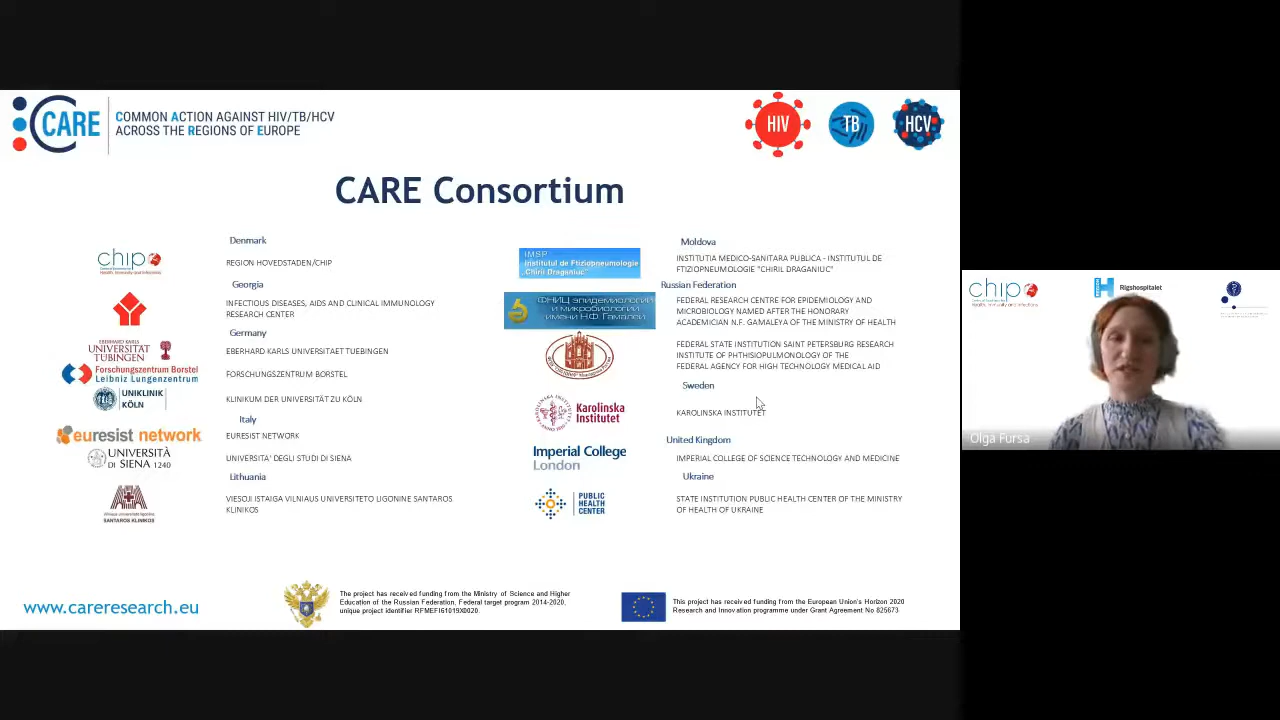 CARE
COMMON ACTION AGAINST HIV/TB/HCV
ACROSS THE REGIONS OF EUROPE
HIV
TB
HCV
CARE Consortium
Denmark
chip
REGION HOVEDSTADEN/CHIP
Georgia
INFECTIOUS DISEASES, AIDS AND CLINICAL IMMUNOLOGY
RESEARCH CENTER
Germany
EBERHARD KARLS
UNIVERSITÄT
TÜBINGEN
EBERHARD KARLS UNIVERSITAET TUEBINGEN
Forschungszentrum Borstel
Leibniz Lungenzentrum
FORSCHUNGSZENTRUM BORSTEL
UNIKLINIK
KÖLN
KLINIKUM DER UNIVERSITÄT ZU KÖLN
Italy
euresist network
EURESIST NETWORK
UNIVERSITÀ
DI SIENA 1240
UNIVERSITA' DEGLI STUDI DI SIENA
Lithuania
SANTAROS KLINIKOS
VIESOJI ISTAIGA VILNIAUS UNIVERSITETO LIGONINE SANTAROS
KLINIKOS
Moldova
IMSP
Institutul de Ftiziopneumologie
„Chiril Draganiuc”
INSTITUTIA MEDICO-SANITARA PUBLICA - INSTITUTUL DE
FTIZIOPNEUMOLOGIE "CHIRIL DRAGANIUC"
Russian Federation
ФНИЦ эпидемиологии
и микробиологии
имени Н.Ф. Гамалеи
FEDERAL RESEARCH CENTRE FOR EPIDEMIOLOGY AND
MICROBIOLOGY NAMED AFTER THE HONORARY
ACADEMICIAN N.F. GAMALEYA OF THE MINISTRY OF HEALTH
FEDERAL STATE INSTITUTION SAINT PETERSBURG RESEARCH
INSTITUTE OF PHTHISIOPULMONOLOGY OF THE
FEDERAL AGENCY FOR HIGH TECHNOLOGY MEDICAL AID
Sweden
Karolinska
Institutet
KAROLINSKA INSTITUTET
United Kingdom
Imperial College
London
IMPERIAL COLLEGE OF SCIENCE TECHNOLOGY AND MEDICINE
Ukraine
PUBLIC
HEALTH
CENTER
STATE INSTITUTION PUBLIC HEALTH CENTER OF THE MINISTRY
OF HEALTH OF UKRAINE
www.careresearch.eu
The project has received funding from the Ministry of Science and Higher
Education of the Russian Federation, Federal target program 2014-2020,
unique project identifier RFMEFI61019X0020.
This project has received funding from the European Union's Horizon 2020
Research and Innovation programme under Grant Agreement No 825673
chip
Rigshospitalet
Olga Fursa